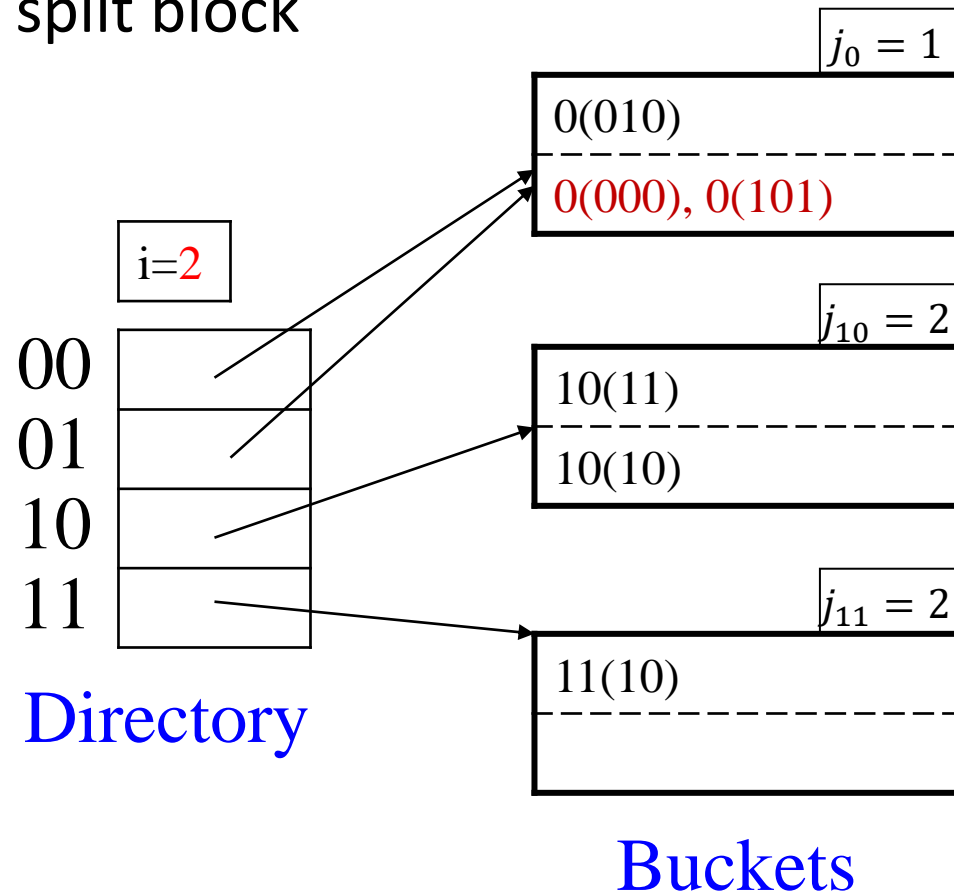 split block
j₀ = 1
0(010)
0(000), 0(101)
i=2
j₁₀ = 2
00
10(11)
01
10(10)
10
j₁₁ = 2
11
11(10)
Directory
Buckets